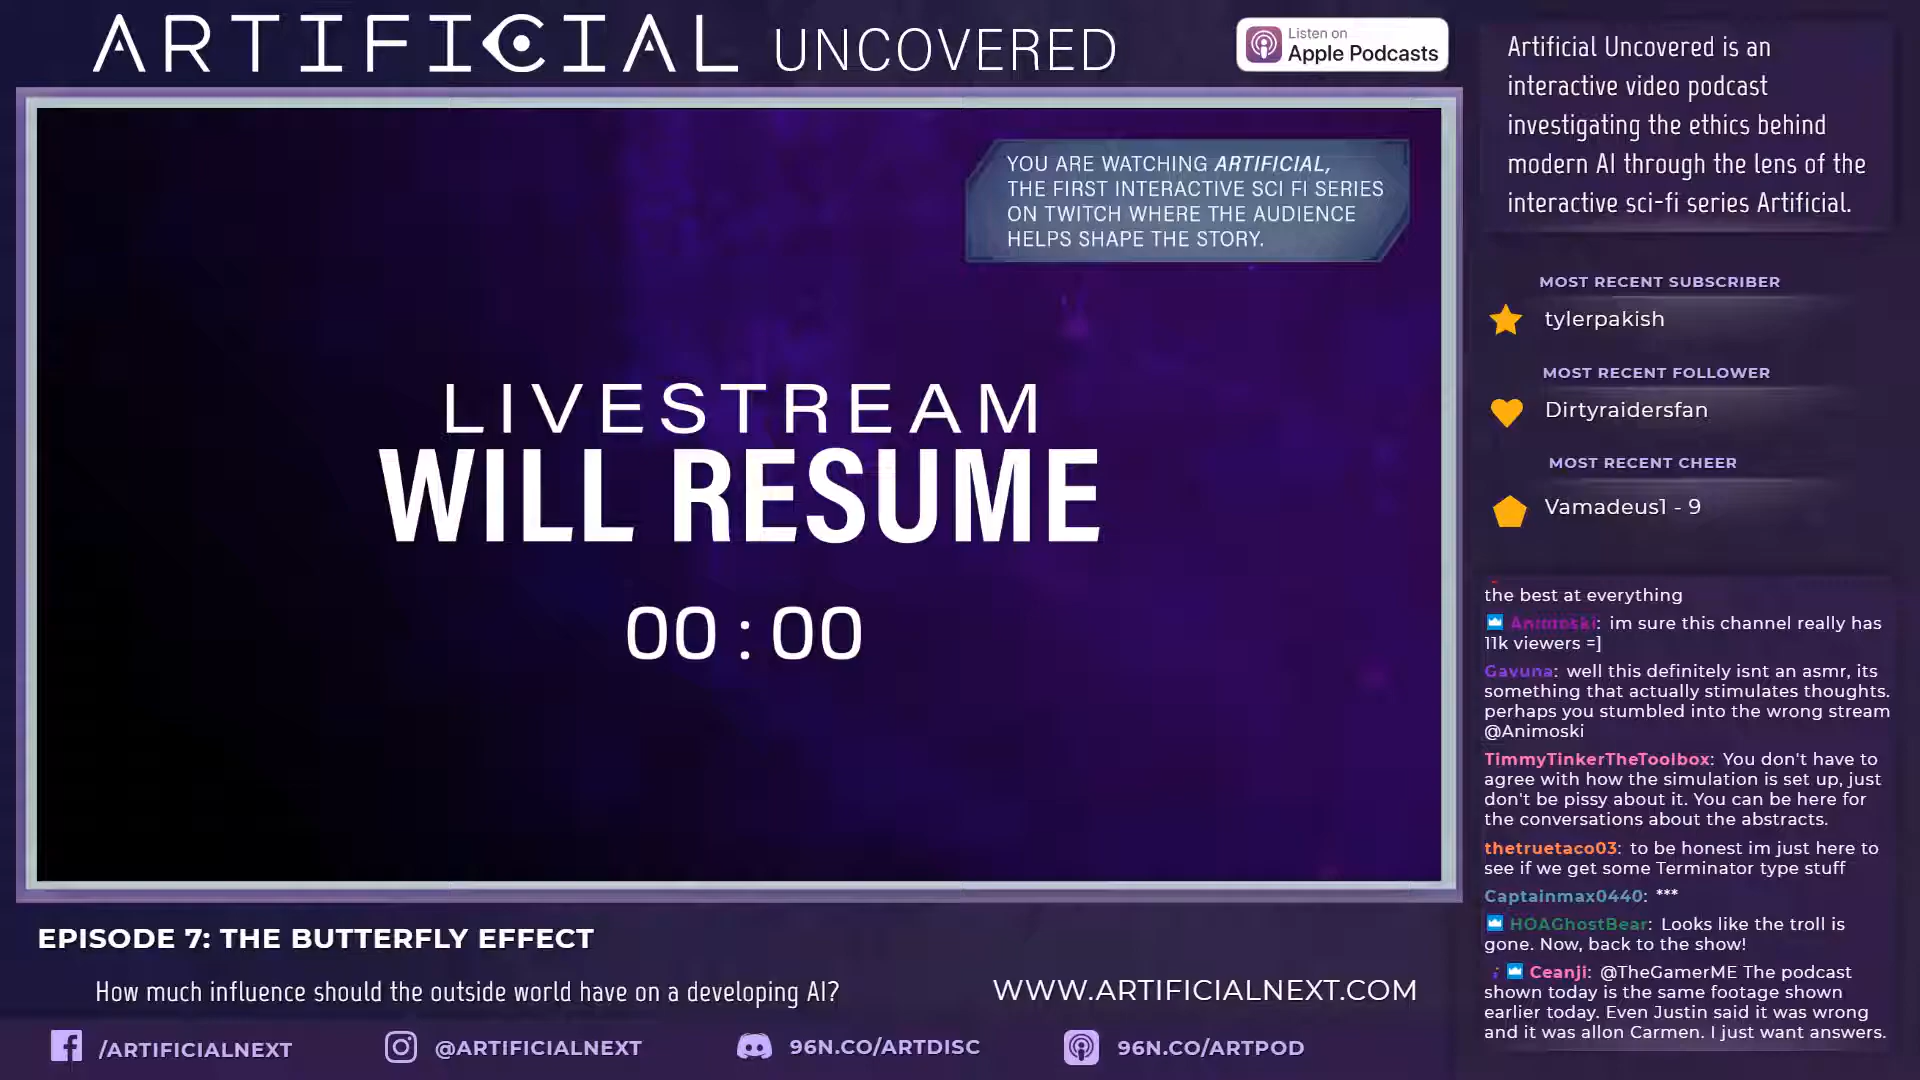 ARTIFICIAL UNCOVERED
Listen on
Apple Podcasts
YOU ARE WATCHING ARTIFICIAL,
THE FIRST INTERACTIVE SCI FI SERIES
ON TWITCH WHERE THE AUDIENCE
HELPS SHAPE THE STORY.
LIVESTREAM
WILL RESUME
00 : 00
EPISODE 7: THE BUTTERFLY EFFECT
How much influence should the outside world have on a developing AI?
WWW.ARTIFICIALNEXT.COM
/ARTIFICIALNEXT
@ARTIFICIALNEXT
96N.CO/ARTDISC
96N.CO/ARTPOD
Artificial Uncovered is an
interactive video podcast
investigating the ethics behind
modern AI through the lens of the
interactive sci-fi series Artificial.
MOST RECENT SUBSCRIBER
tylerpakish
MOST RECENT FOLLOWER
Dirtyraidersfan
MOST RECENT CHEER
Vamadeus1 - 9
the best at everything
Animoski: im sure this channel really has
11k viewers =]
Gavuna: well this definitely isnt an asmr, its
something that actually stimulates thoughts.
perhaps you stumbled into the wrong stream
@Animoski
TimmyTinkerTheToolbox: You don't have to
agree with how the simulation is set up, just
don't be pissy about it. You can be here for
the conversations about the abstracts.
thetruetaco03: to be honest im just here to
see if we get some Terminator type stuff
Captainmax0440: ***
HOAGhostBear: Looks like the troll is
gone. Now, back to the show!
Ceanji: @TheGamerME The podcast
shown today is the same footage shown
earlier today. Even Justin said it was wrong
and it was allon Carmen. I just want answers.